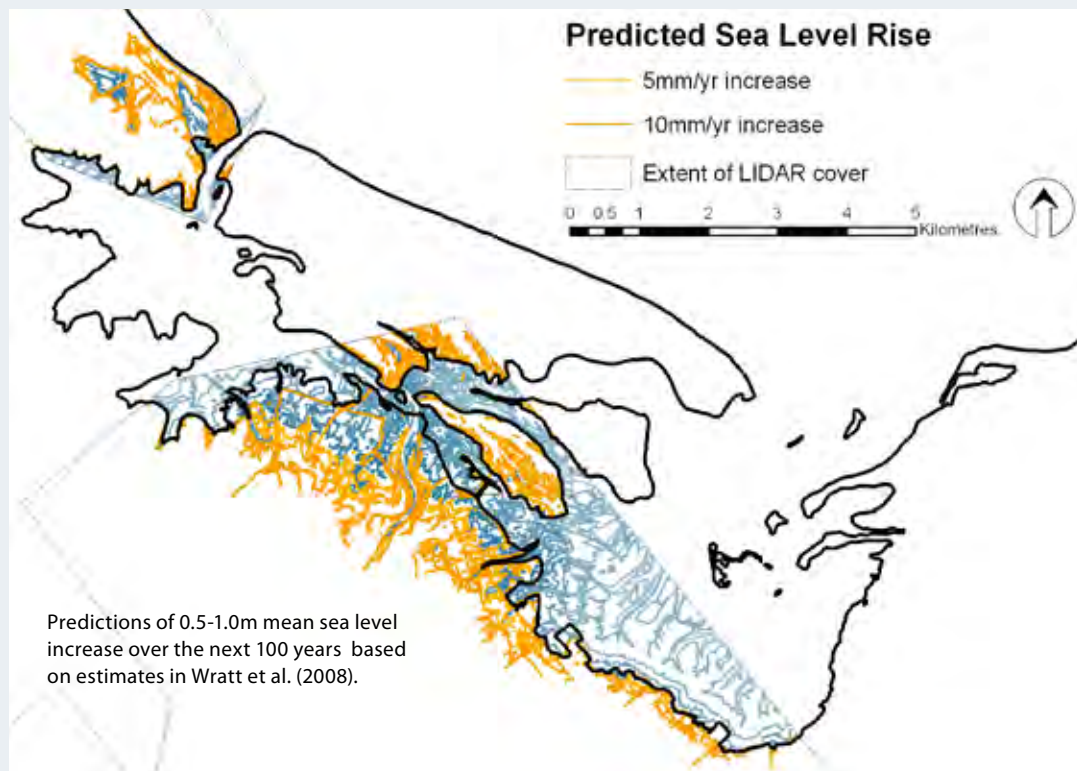 Predicted Sea Level Rise
5mm/yr increase
10mm/yr increase
Extent of LIDAR cover
0 0.5 1 2 3 4 5
Kilometres
Predictions of 0.5-1.0m mean sea level
increase over the next 100 years based
on estimates in Wratt et al. (2008).